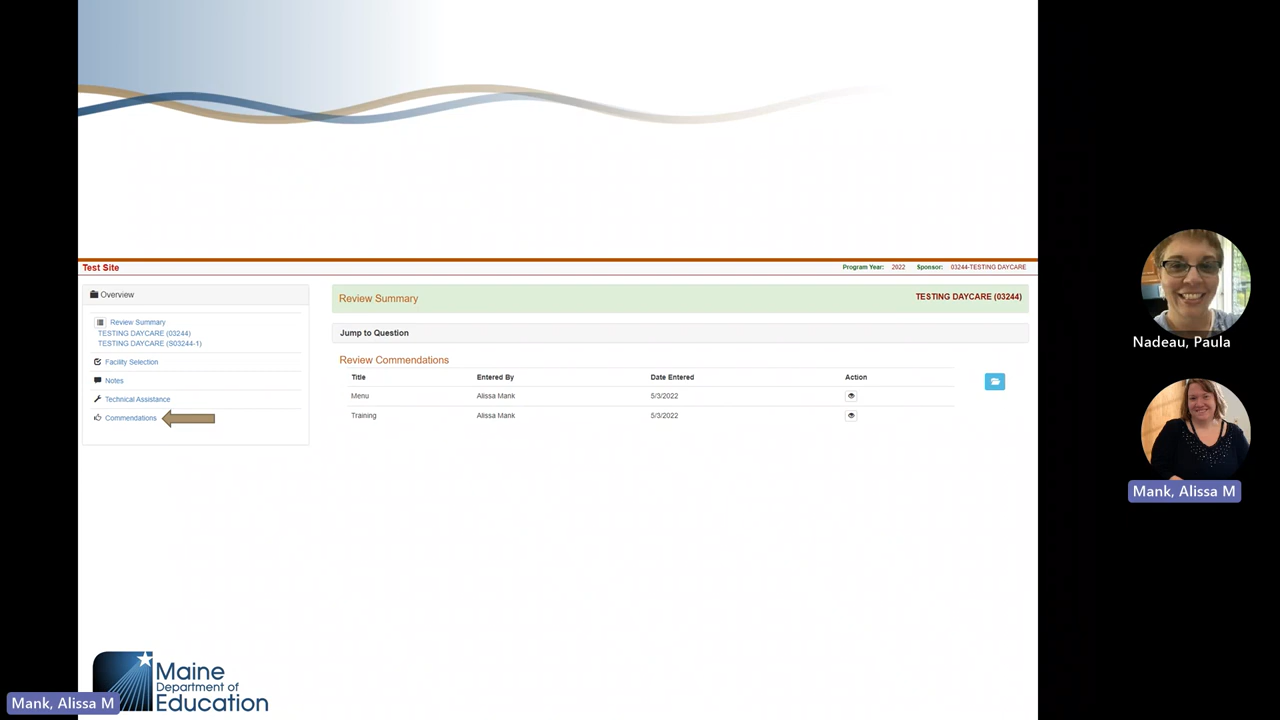 Test Site
Program Year: 2022 Sponsor: 03244-TESTING DAYCARE
Overview
Review Summary
TESTING DAYCARE (03244)
TESTING DAYCARE (S03244-1)
Facility Selection
Notes
Technical Assistance
Commendations
Review Summary
TESTING DAYCARE (03244)
Jump to Question
Review Commendations
Title Entered By Date Entered Action
Menu Alissa Mank 5/3/2022
Training Alissa Mank 5/3/2022
Nadeau, Paula
Mank, Alissa M
Maine
Department of
Education
Mank, Alissa M